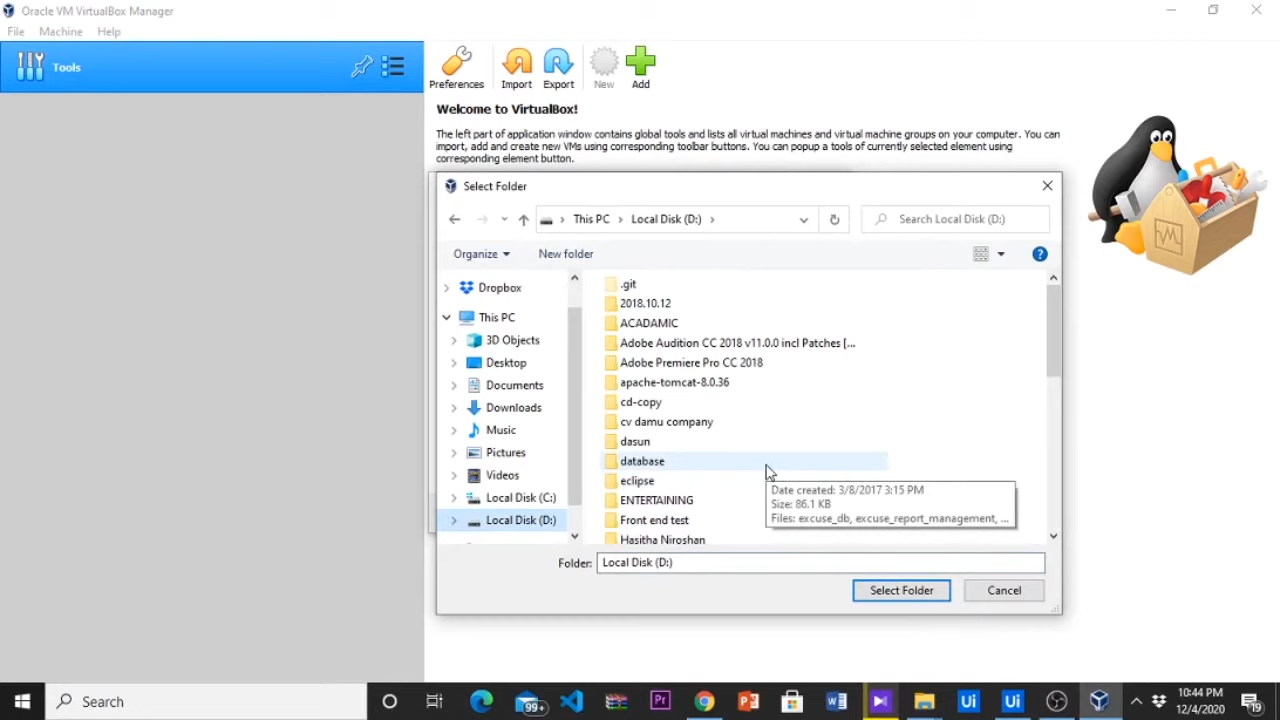 Oracle VM VirtualBox Manager
File Machine Help
Tools
Preferences Import Export New Add
Welcome to VirtualBox!
The left part of application window contains global tools and lists all virtual machines and virtual machine groups on your computer. You can
import, add and create new VMs using corresponding toolbar buttons. You can popup a tools of currently selected element using
corresponding element button.
Select Folder
This PC > Local Disk (D:) >
Search Local Disk (D:)
Organize New folder
Dropbox
This PC
3D Objects
Desktop
Documents
Downloads
Music
Pictures
Videos
Local Disk (C:)
Local Disk (D:)
.git
2018.10.12
ACADAMIC
Adobe Audition CC 2018 v11.0.0 incl Patches [...
Adobe Premiere Pro CC 2018
apache-tomcat-8.0.36
cd-copy
cv damu company
dasun
database
eclipse
ENTERTAINING
Front end test
Hasitha Niroshan
Date created: 3/8/2017 3:15 PM
Size: 86.1 KB
Files: excuse_db, excuse_report_management, ...
Folder: Local Disk (D:)
Select Folder Cancel
Search
99+
Pr
Ui
Ui
10:44 PM
12/4/2020
19